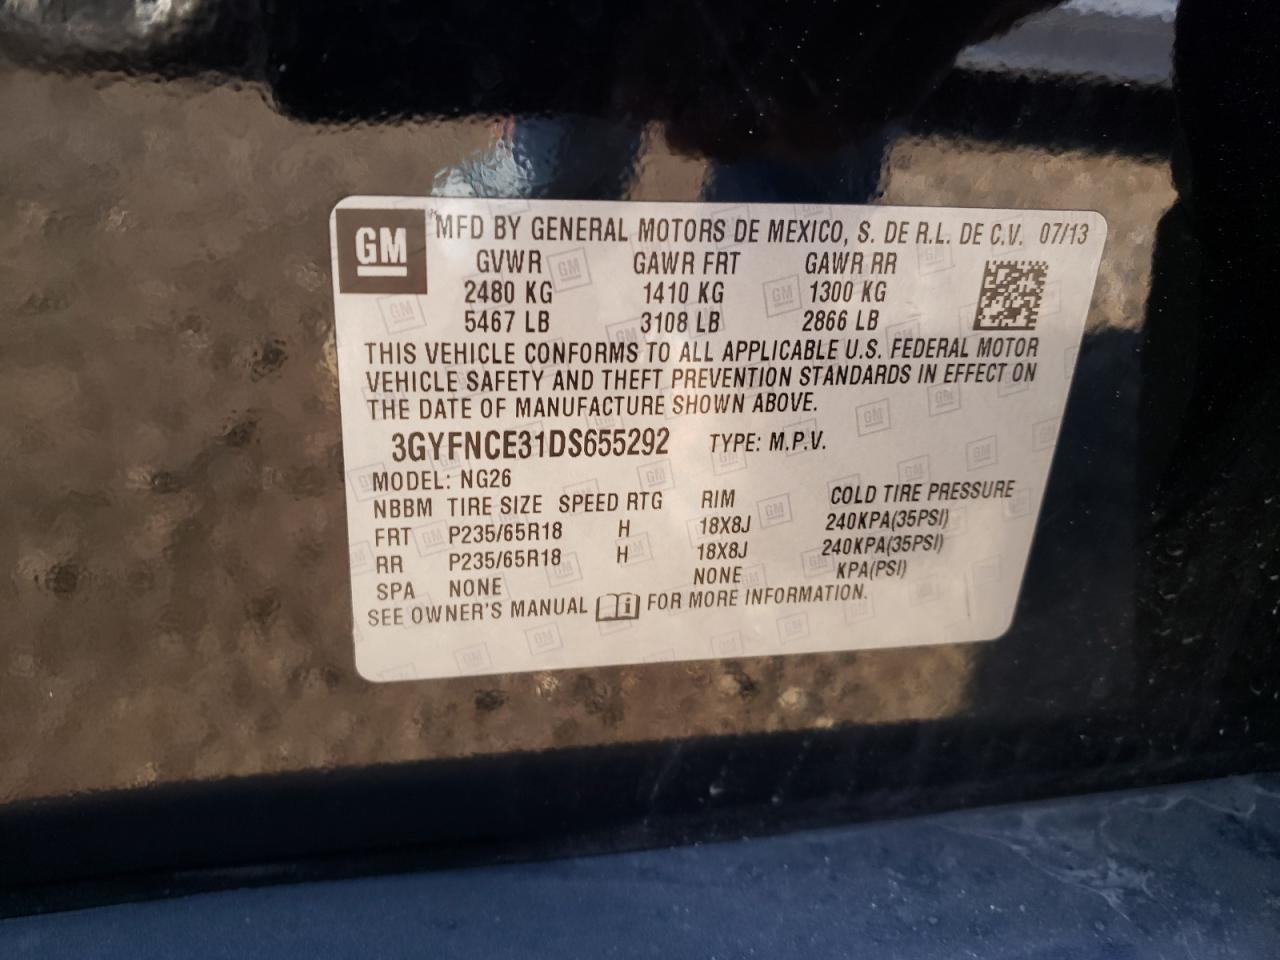 GM
MFD BY GENERAL MOTORS DE MEXICO, S. DE R.L. DE C.V. 07/13
GVWR GAWR FRT GAWR RR
2480 KG 1410 KG 1300 KG
5467 LB 3108 LB 2866 LB
THIS VEHICLE CONFORMS TO ALL APPLICABLE U.S. FEDERAL MOTOR
VEHICLE SAFETY AND THEFT PREVENTION STANDARDS IN EFFECT ON
THE DATE OF MANUFACTURE SHOWN ABOVE.
3GYFNCE31DS655292 TYPE: M.P.V.
MODEL: NG26
NBBM TIRE SIZE SPEED RTG RIM COLD TIRE PRESSURE
FRT P235/65R18 H 18X8J 240KPA(35PSI)
RR P235/65R18 H 18X8J 240KPA(35PSI)
SPA NONE NONE KPA(PSI)
SEE OWNER'S MANUAL FOR MORE INFORMATION.